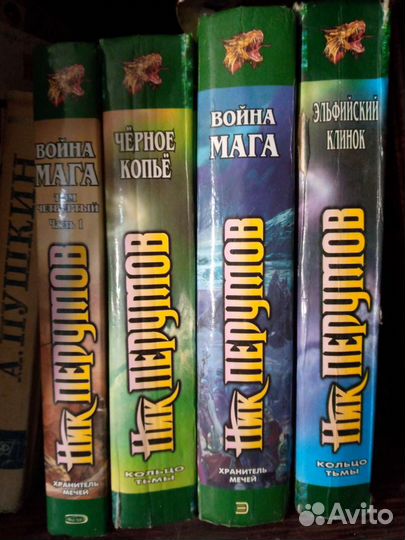 А. ПУШКИН
ВОЙНА
МАГА
ТОМ
ЧЕТВЕРТЫЙ
Часть 1
Ник ПЕРУМОВ
ХРАНИТЕЛЬ
МЕЧЕЙ
ЧЁРНОЕ
КОПЬЁ
Ник ПЕРУМОВ
КОЛЬЦО
ТЬМЫ
ВОЙНА
МАГА
Ник ПЕРУМОВ
ХРАНИТЕЛЬ
МЕЧЕЙ
Э
ЭЛЬФИЙСКИЙ
КЛИНОК
Ник ПЕРУМОВ
КОЛЬЦО
ТЬМЫ
Avito